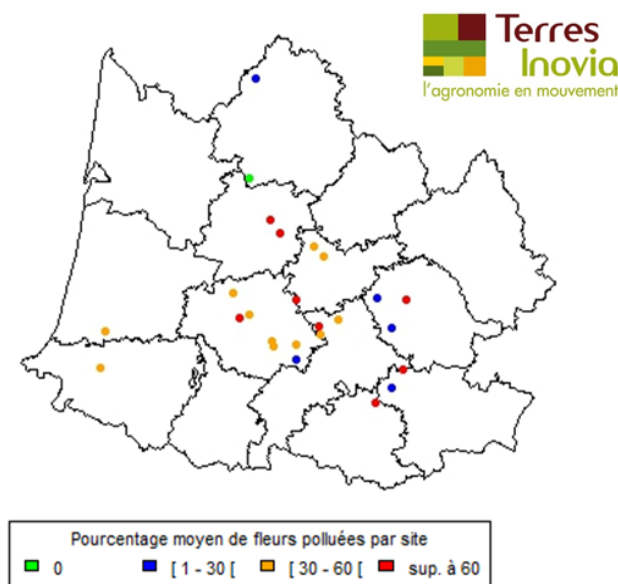 Terres
Inovia
l'agronomie en mouvement
Pourcentage moyen de fleurs polluées par site
0 [ 1 - 30 [ [ 30 - 60 [ sup. à 60